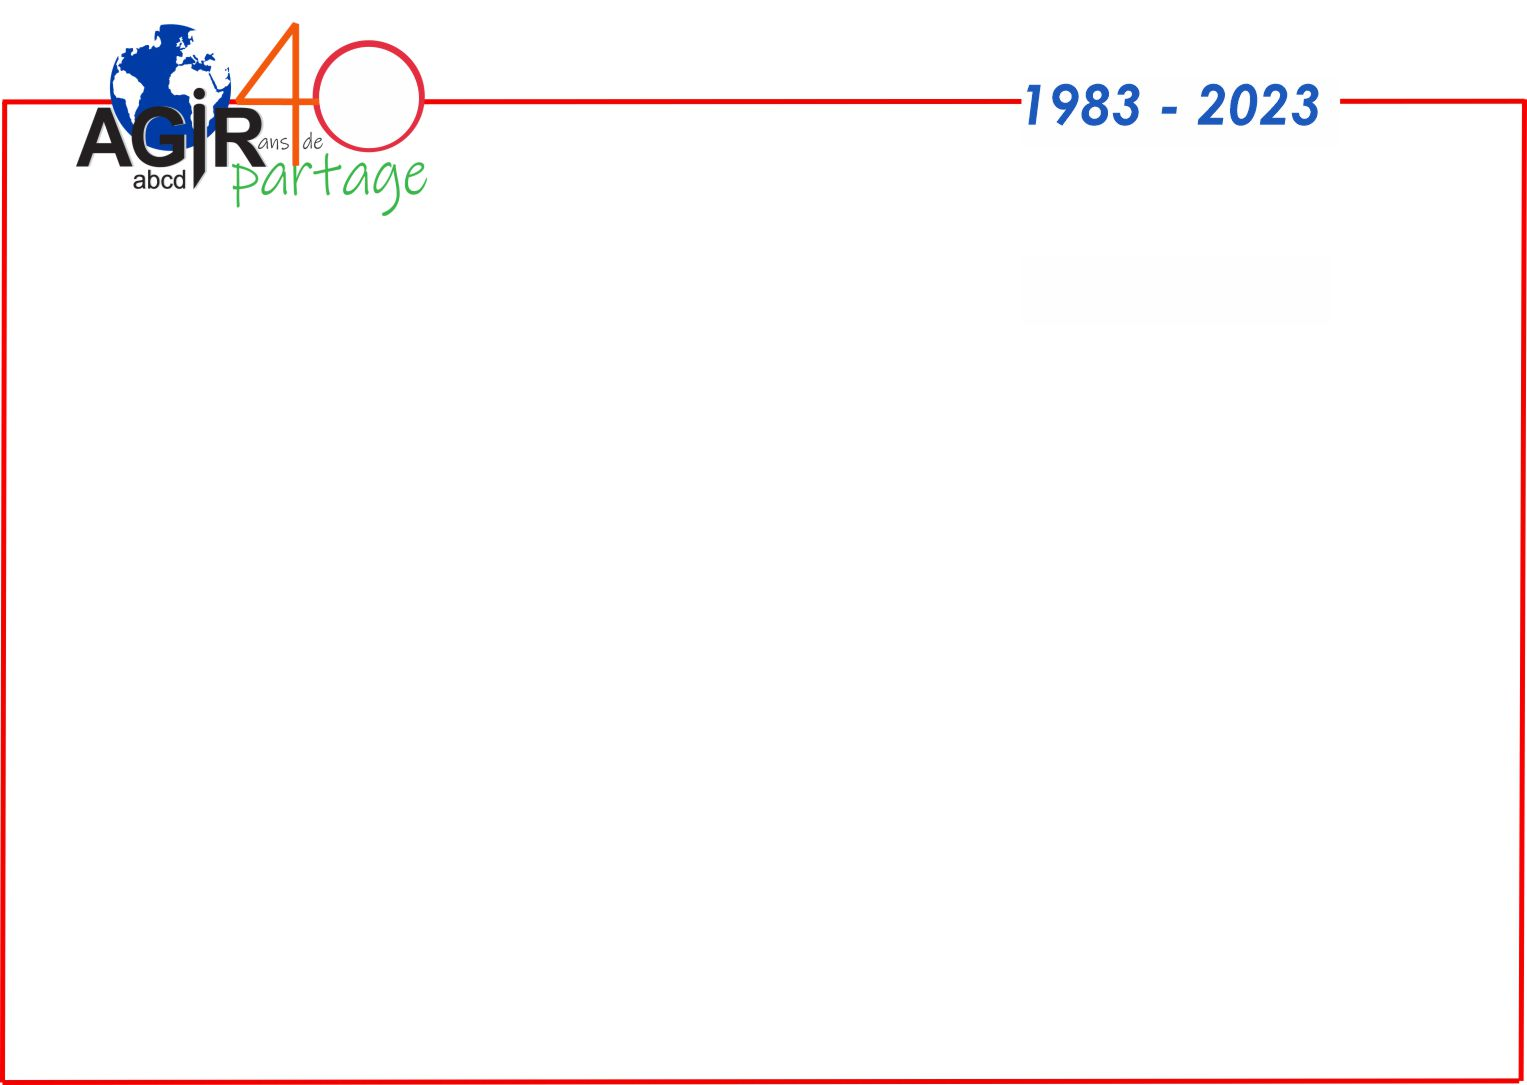 AGIR
abcd
40
ans de
partage
1983 - 2023